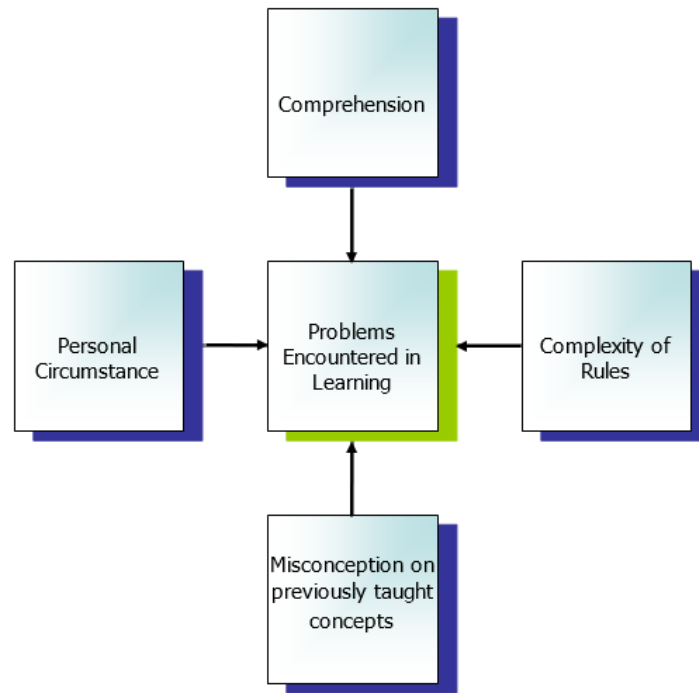 Comprehension
Personal
Circumstance
Problems
Encountered in
Learning
Complexity of
Rules
Misconception on
previously taught
concepts